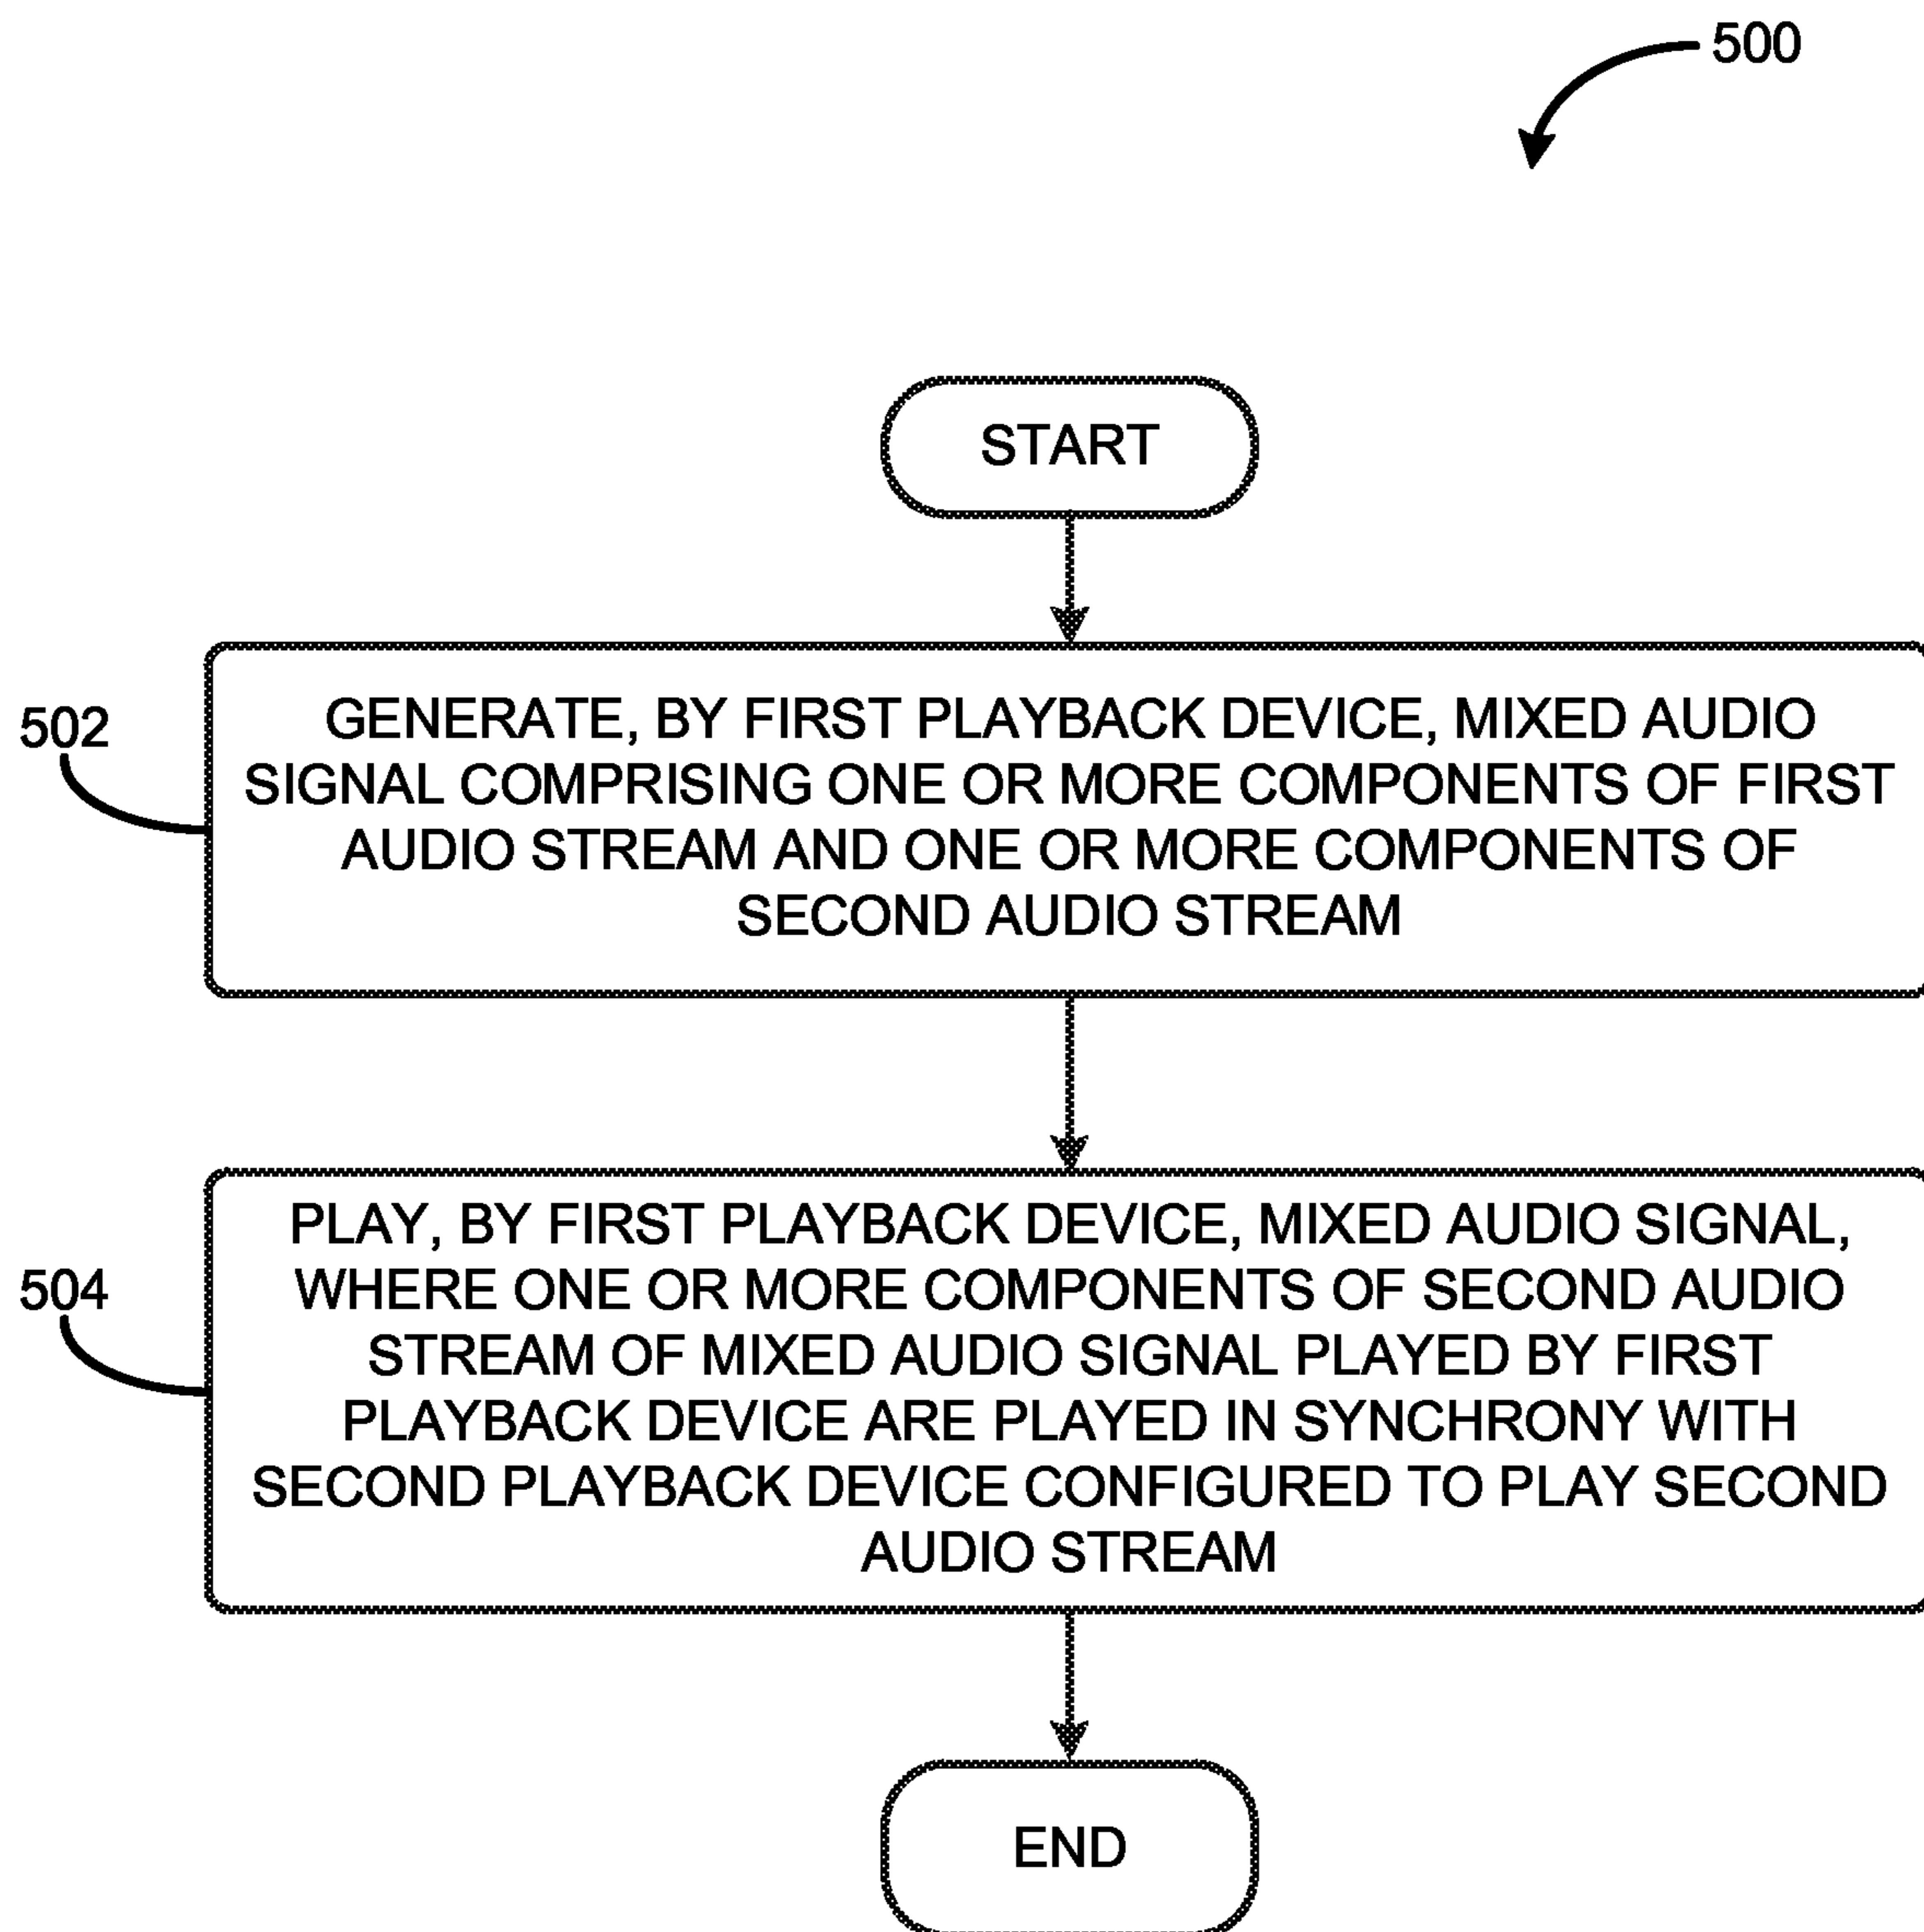 500
START
502
GENERATE, BY FIRST PLAYBACK DEVICE, MIXED AUDIO
SIGNAL COMPRISING ONE OR MORE COMPONENTS OF FIRST
AUDIO STREAM AND ONE OR MORE COMPONENTS OF
SECOND AUDIO STREAM
504
PLAY, BY FIRST PLAYBACK DEVICE, MIXED AUDIO SIGNAL,
WHERE ONE OR MORE COMPONENTS OF SECOND AUDIO
STREAM OF MIXED AUDIO SIGNAL PLAYED BY FIRST
PLAYBACK DEVICE ARE PLAYED IN SYNCHRONY WITH
SECOND PLAYBACK DEVICE CONFIGURED TO PLAY SECOND
AUDIO STREAM
END